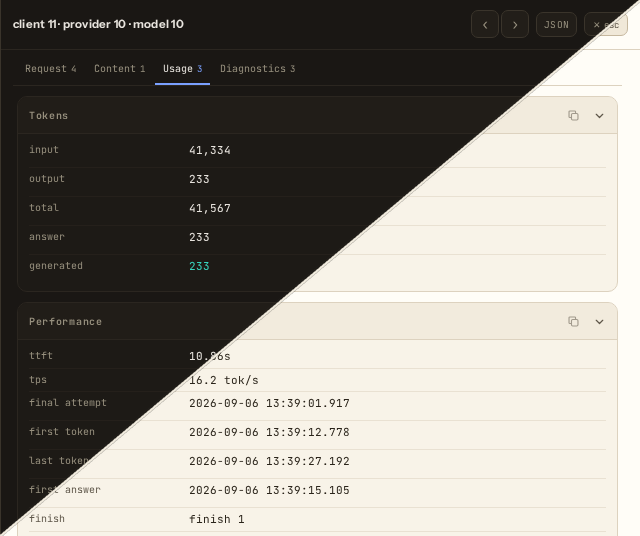 client 11· provider 10 · model 10
JSON
× esc
Request 4 Content 1 Usage 3 Diagnostics 3
Tokens
input 41,334
output 233
total 41,567
answer 233
generated 233
Performance
ttft 10.86s
tps 16.2 tok/s
final attempt 2026-09-06 13:39:01.917
first token 2026-09-06 13:39:12.778
last token 2026-09-06 13:39:27.192
first answer 2026-09-06 13:39:15.105
finish finish 1